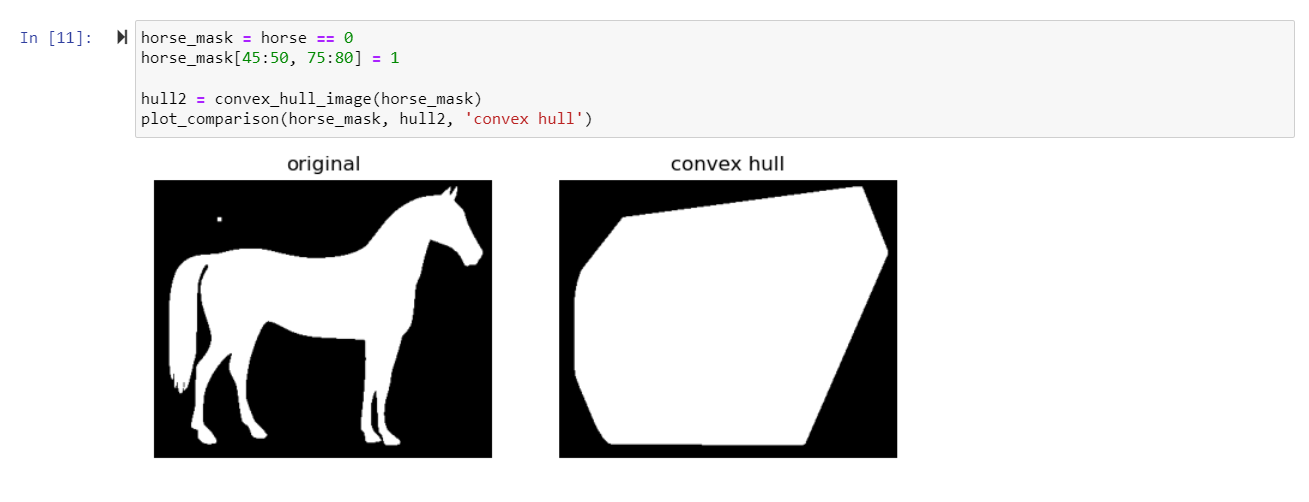 In [11]: horse_mask = horse == 0
horse_mask[45:50, 75:80] = 1
hull2 = convex_hull_image(horse_mask)
plot_comparison(horse_mask, hull2, 'convex hull')
original convex hull